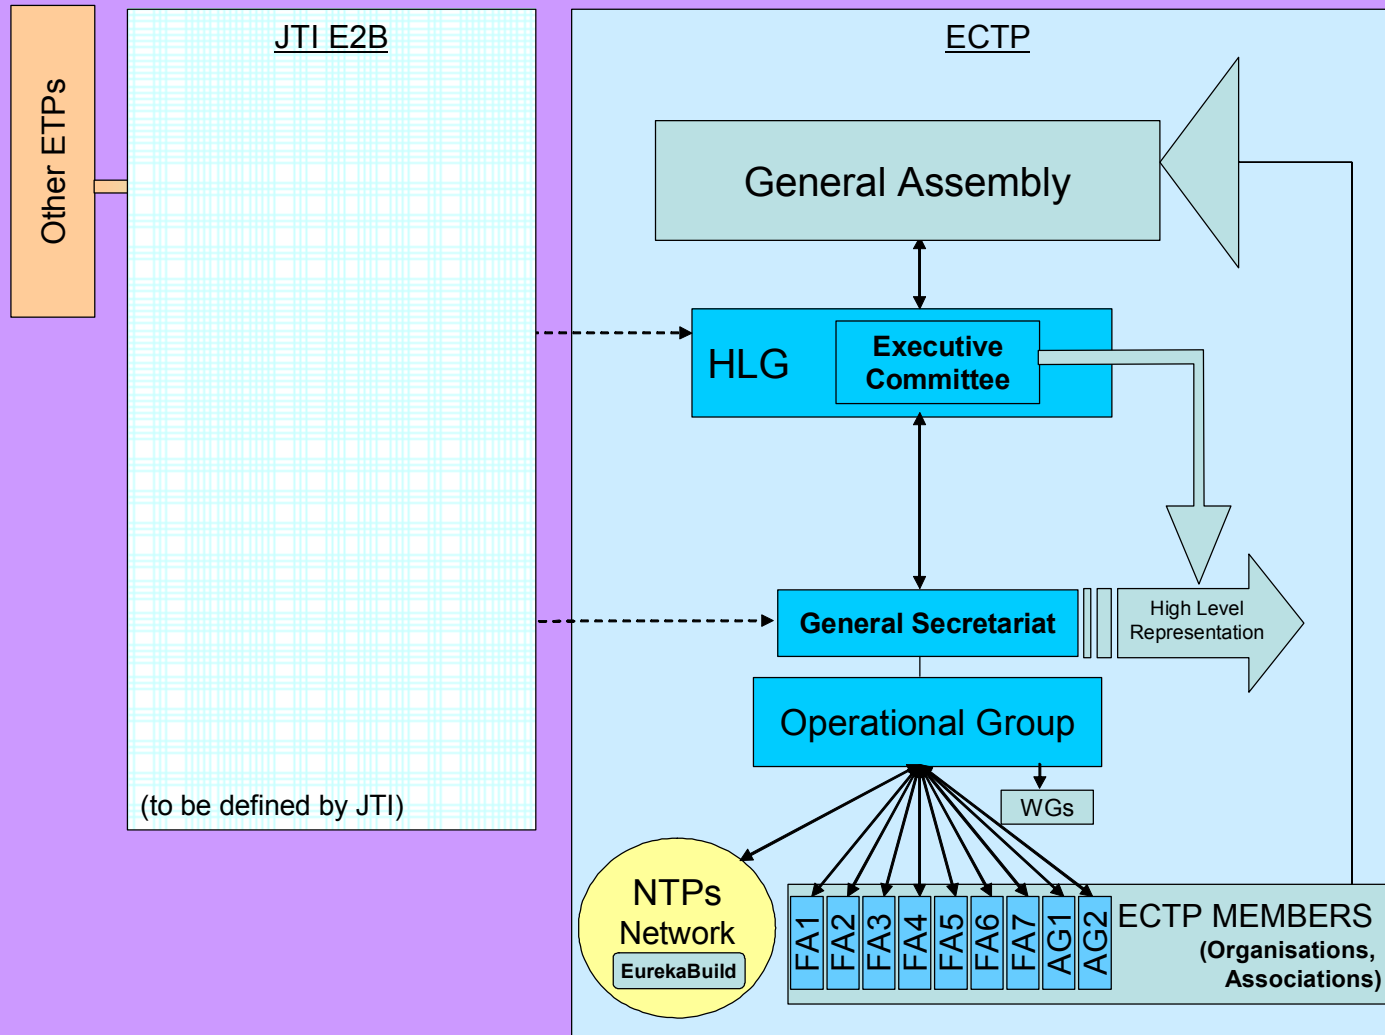 Other ETPs
JTI E2B
(to be defined by JTI)
ECTP
General Assembly
HLG
Executive
Committee
General Secretariat
High Level
Representation
Operational Group
WGs
NTPs
Network
EurekaBuild
FA1
FA2
FA3
FA4
FA5
FA6
FA7
AG1
AG2
ECTP MEMBERS
(Organisations,
Associations)